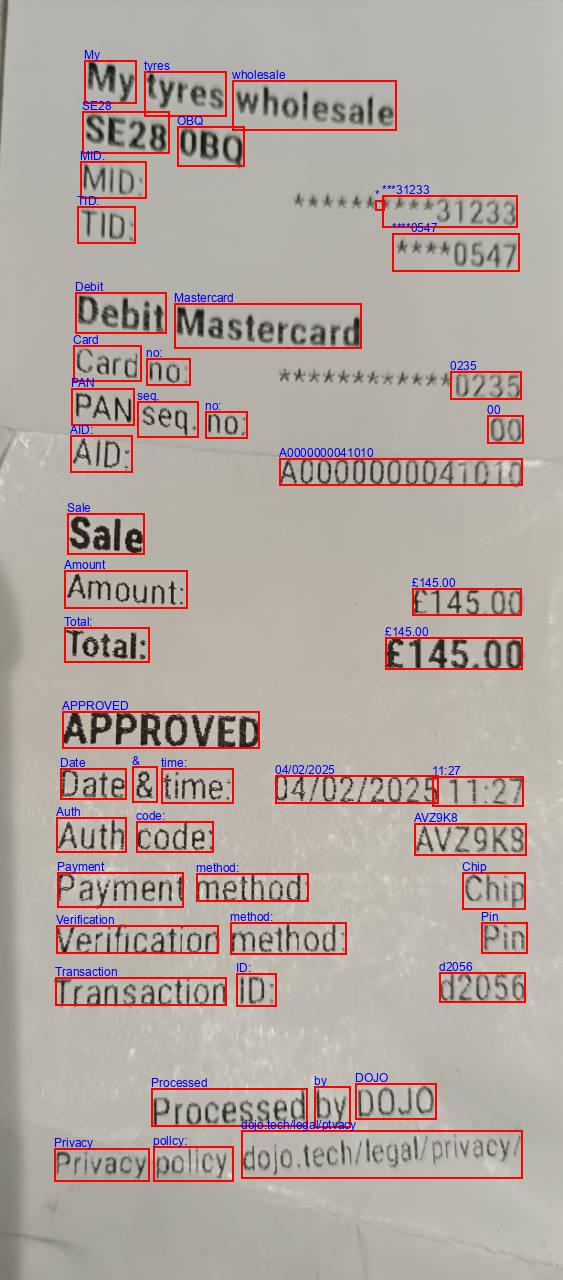 My tyres wholesale
SE28 0BQ
MID: **********31233
TID: ****0547
Debit Mastercard
Card no: ************0235
PAN seq. no: 00
AID: A0000000041010
Sale
Amount: £145.00
Total: £145.00
APPROVED
Date & time: 04/02/2025 11:27
Auth code: AVZ9K8
Payment method: Chip
Verification method: Pin
Transaction ID: d2056
Processed by DOJO
Privacy policy: dojo.tech/legal/privacy/